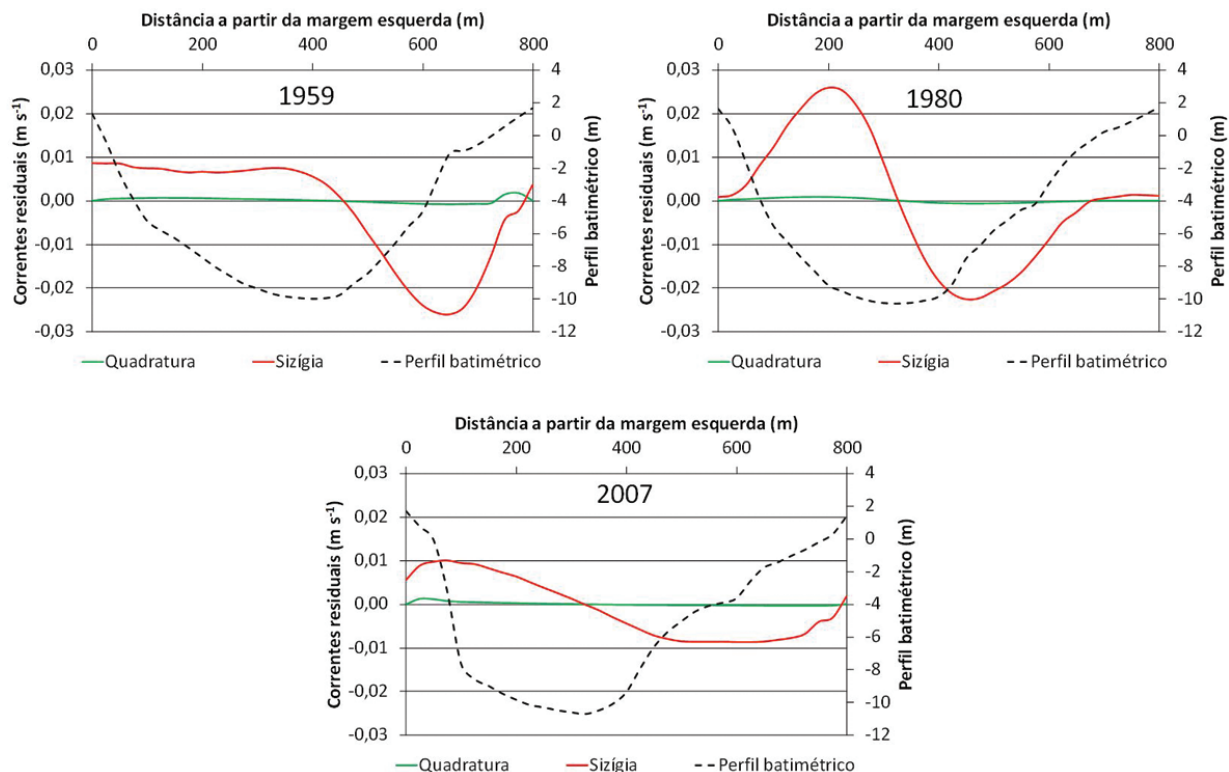 Distância a partir da margem esquerda (m)
0 200 400 600 800
0,03 4
0,02 2
0,01 0
0,00 -2
-0,01 -4
-0,02 -6
-0,03 -8
-10
-12
Correntes residuais (m s⁻¹)
Perfil batimétrico (m)
1959
Quadratura Sizígia Perfil batimétrico
Distância a partir da margem esquerda (m)
0 200 400 600 800
0,03 4
0,02 2
0,01 0
0,00 -2
-0,01 -4
-0,02 -6
-0,03 -8
-10
-12
Correntes residuais (m s⁻¹)
Perfil batimétrico (m)
1980
Quadratura Sizígia Perfil batimétrico
Distância a partir da margem esquerda (m)
0 200 400 600 800
0,03 4
0,02 2
0,01 0
0,00 -2
-0,01 -4
-0,02 -6
-0,03 -8
-10
-12
Correntes residuais (m s⁻¹)
Perfil batimétrico (m)
2007
Quadratura Sizígia Perfil batimétrico